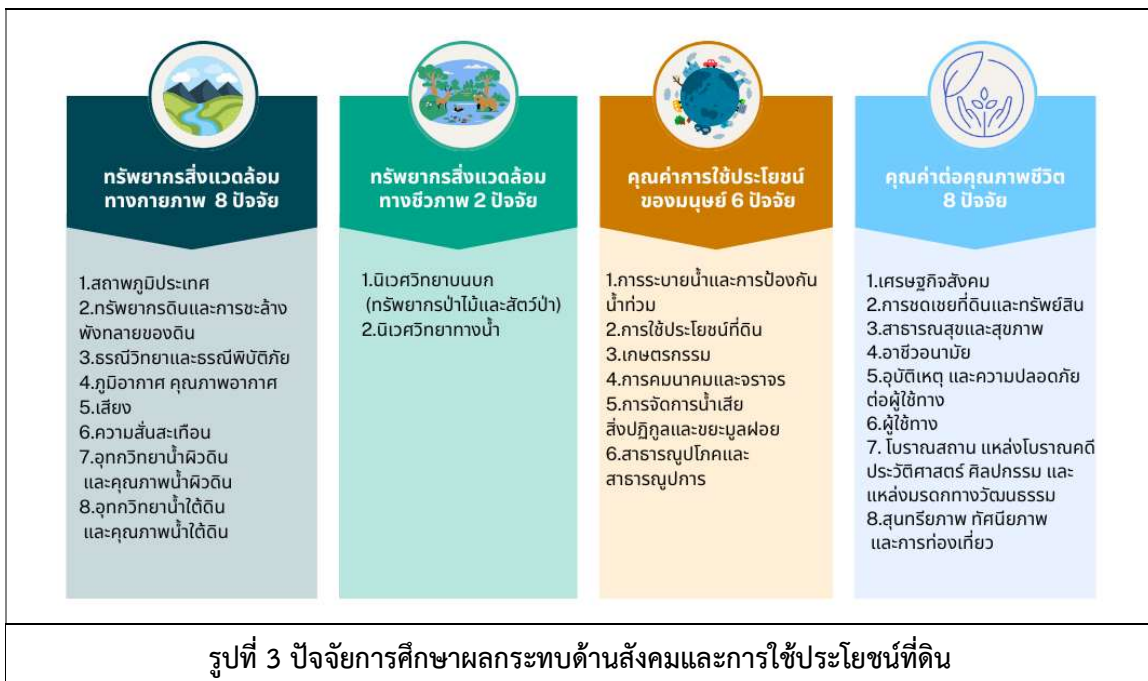 ทรัพยากรสิ่งแวดล้อม
ทางกายภาพ 8 ปัจจัย
1.สภาพภูมิประเทศ
2.ทรัพยากรดินและการชะล้าง
พังทลายของดิน
3.ธรณีวิทยาและธรณีพิบัติภัย
4.ภูมิอากาศ คุณภาพอากาศ
5.เสียง
6.ความสั่นสะเทือน
7.อุทกวิทยาน้ำผิวดิน
และคุณภาพน้ำผิวดิน
8.อุทกวิทยาน้ำใต้ดิน
และคุณภาพน้ำใต้ดิน
ทรัพยากรสิ่งแวดล้อม
ทางชีวภาพ 2 ปัจจัย
1.นิเวศวิทยาบนบก
(ทรัพยากรป่าไม้และสัตว์ป่า)
2.นิเวศวิทยาทางน้ำ
คุณค่าการใช้ประโยชน์
ของมนุษย์ 6 ปัจจัย
1.การระบายน้ำและการป้องกัน
น้ำท่วม
2.การใช้ประโยชน์ที่ดิน
3.เกษตรกรรม
4.การคมนาคมและจราจร
5.การจัดการน้ำเสีย
สิ่งปฏิกูลและขยะมูลฝอย
6.สาธารณูปโภคและ
สาธารณูปการ
คุณค่าต่อคุณภาพชีวิต
8 ปัจจัย
1.เศรษฐกิจสังคม
2.การชดเชยที่ดินและทรัพย์สิน
3.สาธารณสุขและสุขภาพ
4.อาชีวอนามัย
5.อุบัติเหตุ และความปลอดภัย
ต่อผู้ใช้ทาง
6.ผู้ใช้ทาง
7. โบราณสถาน แหล่งโบราณคดี
ประวัติศาสตร์ ศิลปกรรม และ
แหล่งมรดกทางวัฒนธรรม
8.สุนทรียภาพ ทัศนียภาพ
และการท่องเที่ยว
รูปที่ 3 ปัจจัยการศึกษาผลกระทบด้านสังคมและการใช้ประโยชน์ที่ดิน